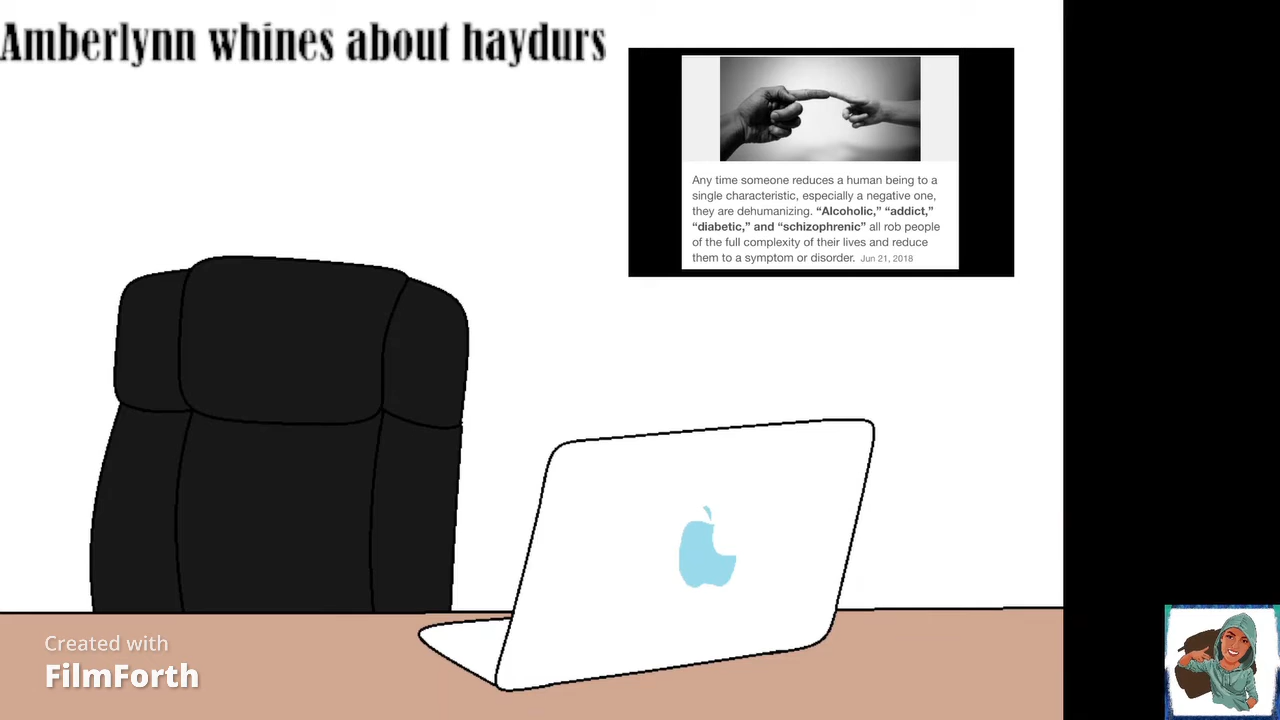 Amberlynn whines about haydurs
Any time someone reduces a human being to a
single characteristic, especially a negative one,
they are dehumanizing. “Alcoholic,” “addict,”
“diabetic,” and “schizophrenic” all rob people
of the full complexity of their lives and reduce
them to a symptom or disorder. Jun 21, 2018
Created with
FilmForth